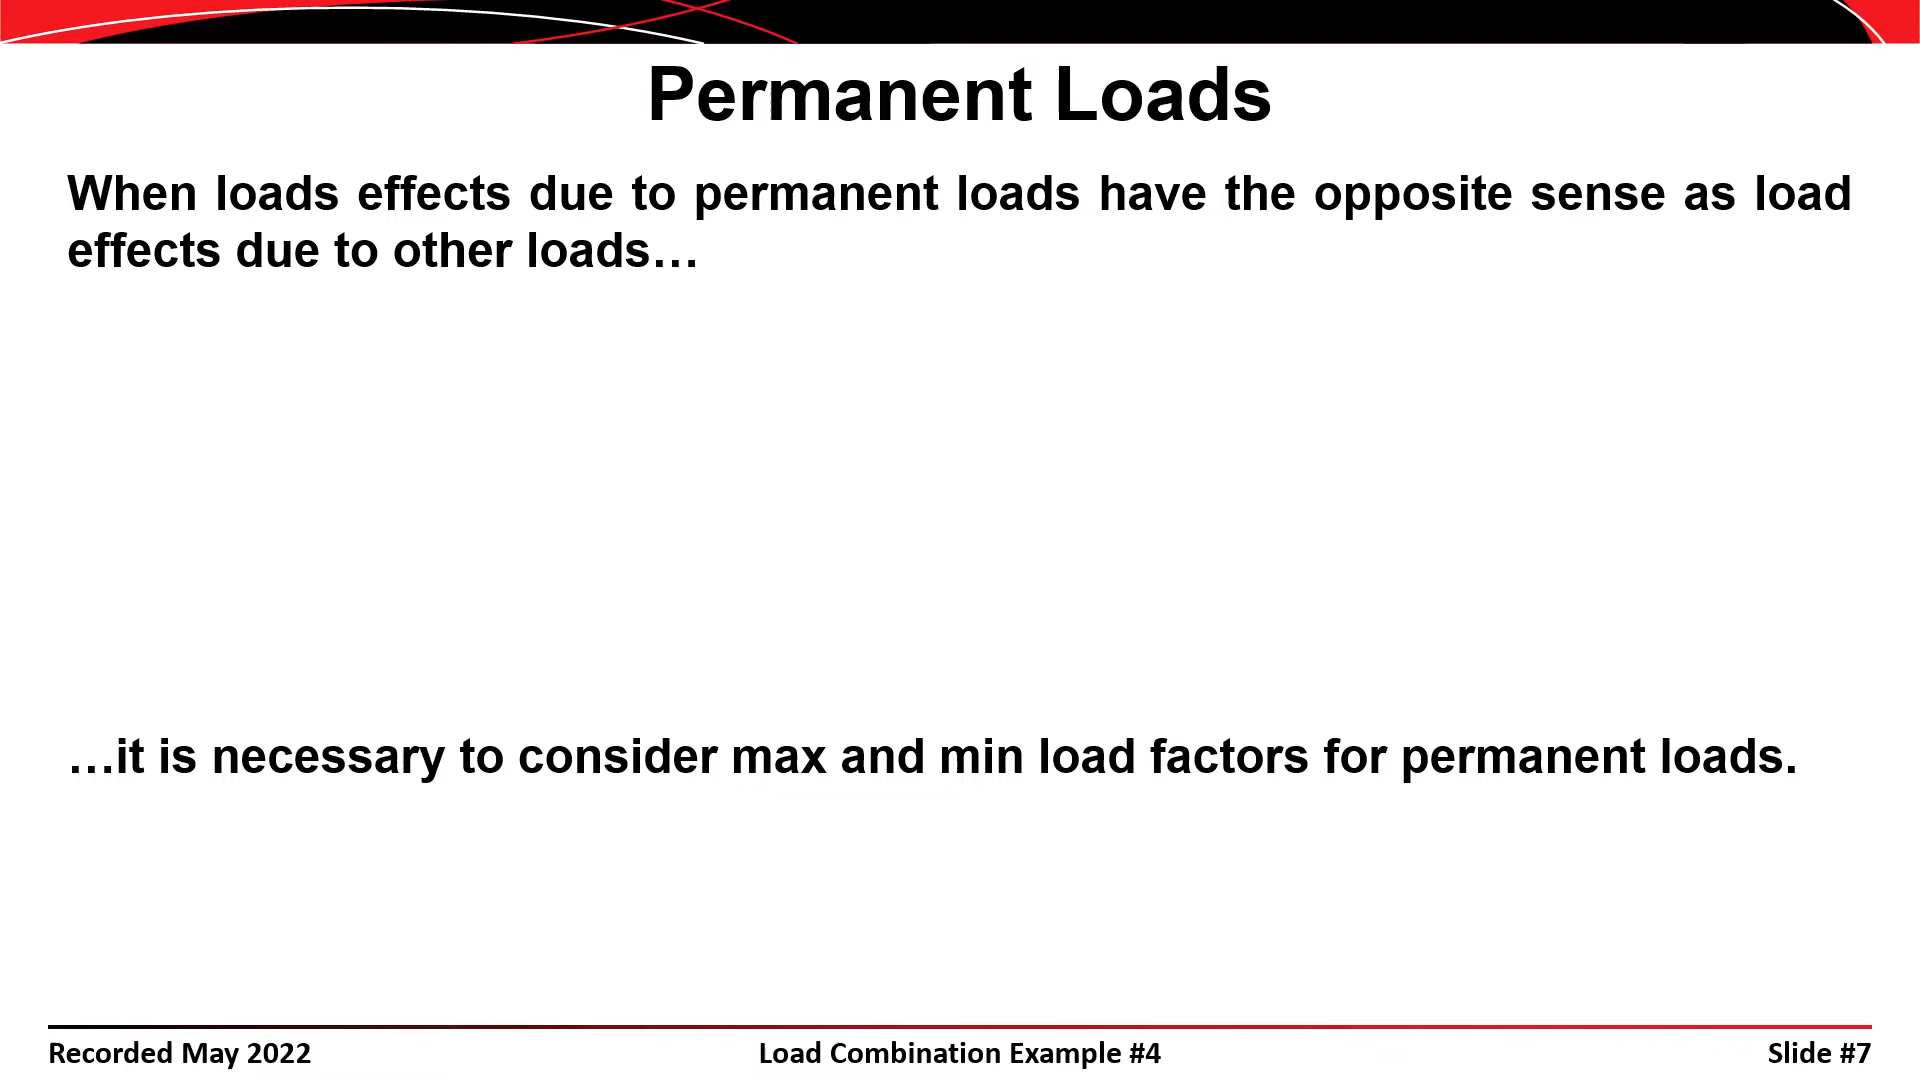 Permanent Loads
When loads effects due to permanent loads have the opposite sense as load
effects due to other loads…
…it is necessary to consider max and min load factors for permanent loads.
Recorded May 2022
Load Combination Example #4
Slide #7